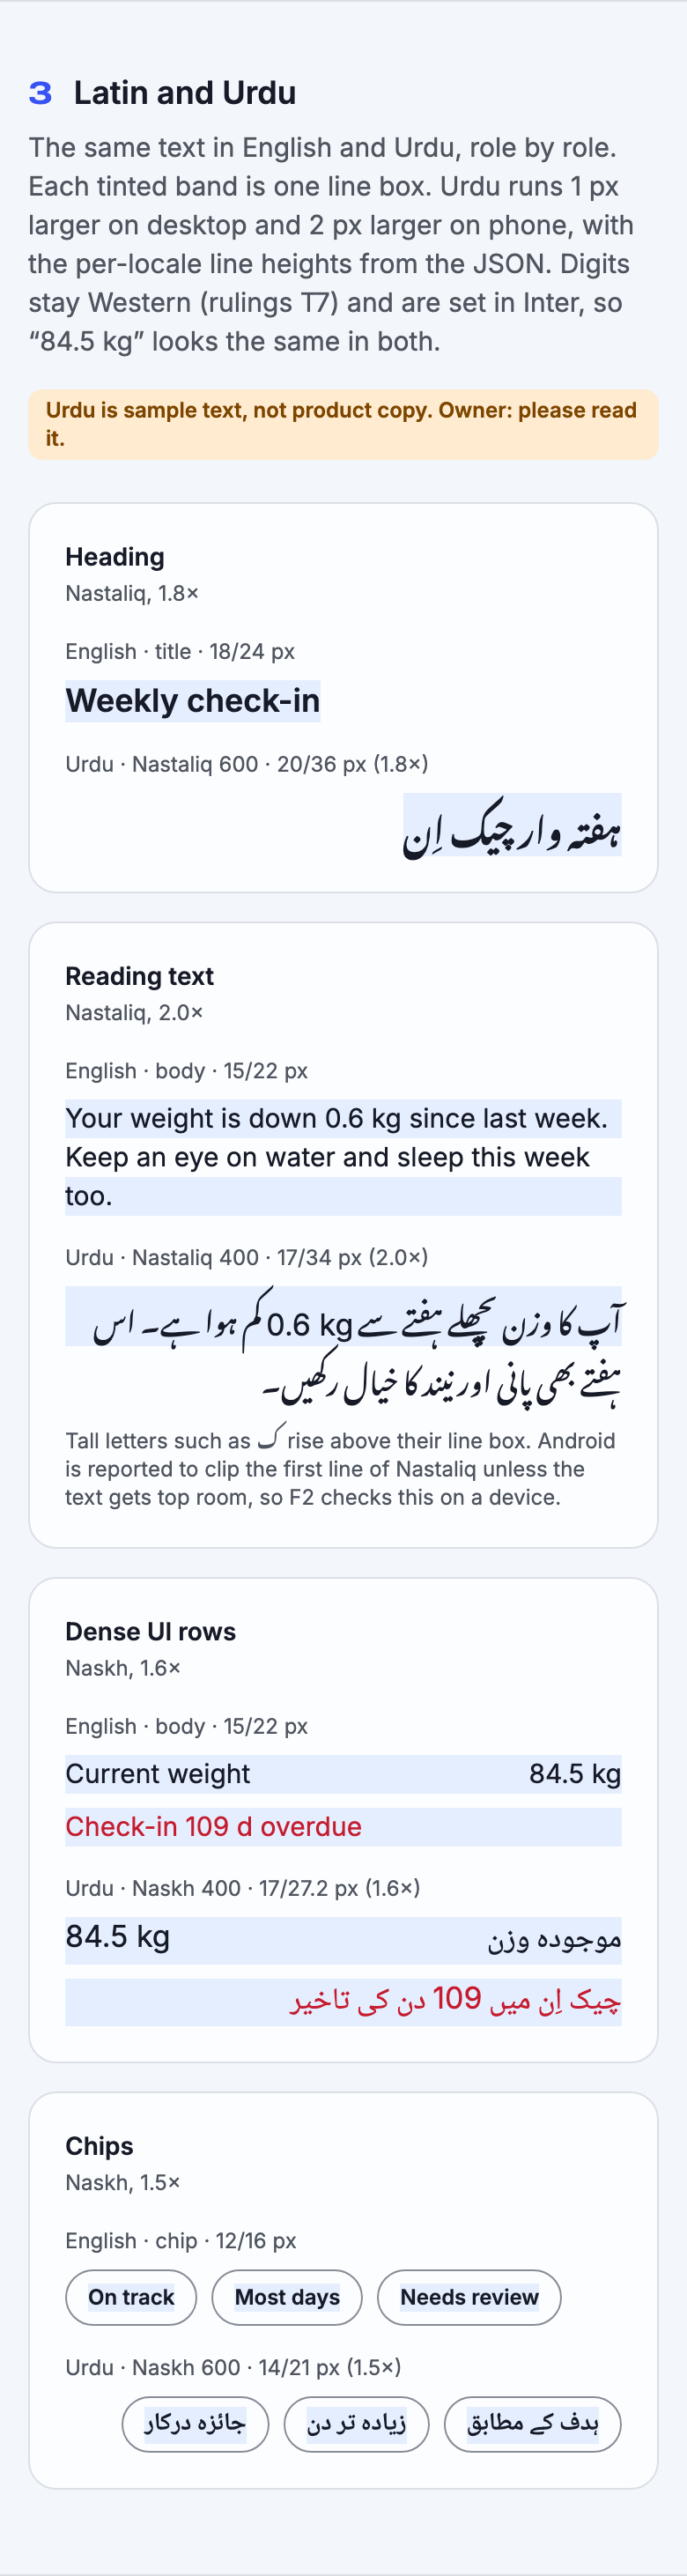 3 Latin and Urdu
The same text in English and Urdu, role by role.
Each tinted band is one line box. Urdu runs 1 px
larger on desktop and 2 px larger on phone, with
the per-locale line heights from the JSON. Digits
stay Western (rulings T7) and are set in Inter, so
“84.5 kg” looks the same in both.
Urdu is sample text, not product copy. Owner: please read
it.
Heading
Nastaliq, 1.8×
English · title · 18/24 px
Weekly check-in
Urdu · Nastaliq 600 · 20/36 px (1.8×)
ہفتہ وار چیک اِن
Reading text
Nastaliq, 2.0×
English · body · 15/22 px
Your weight is down 0.6 kg since last week.
Keep an eye on water and sleep this week
too.
Urdu · Nastaliq 400 · 17/34 px (2.0×)
آپ کا وزن پچھلے ہفتے سے 0.6 kg کم ہوا ہے۔ اس
ہفتے بھی پانی اور نیند کا خیال رکھیں۔
Tall letters such as ک rise above their line box. Android
is reported to clip the first line of Nastaliq unless the
text gets top room, so F2 checks this on a device.
Dense UI rows
Naskh, 1.6×
English · body · 15/22 px
Current weight 84.5 kg
Check-in 109 d overdue
Urdu · Naskh 400 · 17/27.2 px (1.6×)
موجودہ وزن 84.5 kg
چیک اِن میں 109 دن کی تاخیر
Chips
Naskh, 1.5×
English · chip · 12/16 px
On track Most days Needs review
Urdu · Naskh 600 · 14/21 px (1.5×)
ہدف کے مطابق زیادہ تر دن جائزہ درکار